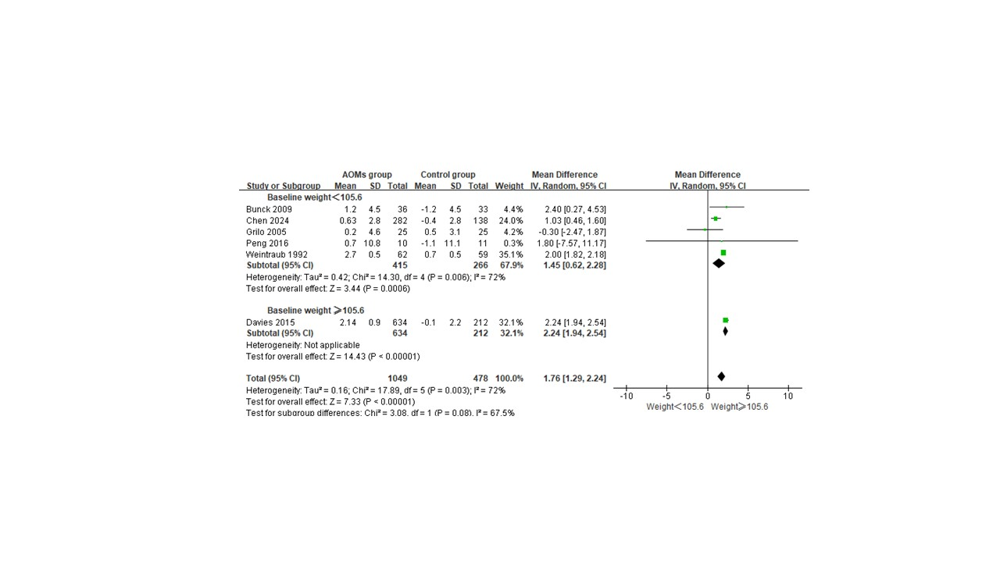 AOMs group Control group Mean Difference Mean Difference
Study or Subgroup Mean SD Total Mean SD Total Weight IV, Random, 95% CI IV, Random, 95% CI
Baseline weight<105.6
Bunck 2009 1.2 4.5 36 -1.2 4.5 33 4.4% 2.40 [0.27, 4.53]
Chen 2024 0.63 2.8 282 -0.4 2.8 138 24.0% 1.03 [0.46, 1.60]
Grilo 2005 0.2 4.6 25 0.5 3.1 25 4.2% -0.30 [-2.47, 1.87]
Peng 2016 0.7 10.8 10 -1.1 11.1 11 0.3% 1.80 [-7.57, 11.17]
Weintraub 1992 2.7 0.5 62 0.7 0.5 59 35.1% 2.00 [1.82, 2.18]
Subtotal (95% CI) 415 266 67.9% 1.45 [0.62, 2.28]
Heterogeneity: Tau² = 0.42; Chi² = 14.30, df = 4 (P = 0.006); I² = 72%
Test for overall effect: Z = 3.44 (P = 0.0006)
Baseline weight ⩾105.6
Davies 2015 2.14 0.9 634 -0.1 2.2 212 32.1% 2.24 [1.94, 2.54]
Subtotal (95% CI) 634 212 32.1% 2.24 [1.94, 2.54]
Heterogeneity: Not applicable
Test for overall effect: Z = 14.43 (P < 0.00001)
Total (95% CI) 1049 478 100.0% 1.76 [1.29, 2.24]
Heterogeneity: Tau² = 0.16; Chi² = 17.89, df = 5 (P = 0.003); I² = 72%
Test for overall effect: Z = 7.33 (P < 0.00001)
Test for subgroup differences: Chi² = 3.08, df = 1 (P = 0.08), I² = 67.5%
-10 -5 0 5 10
Weight<105.6 Weight⩾105.6